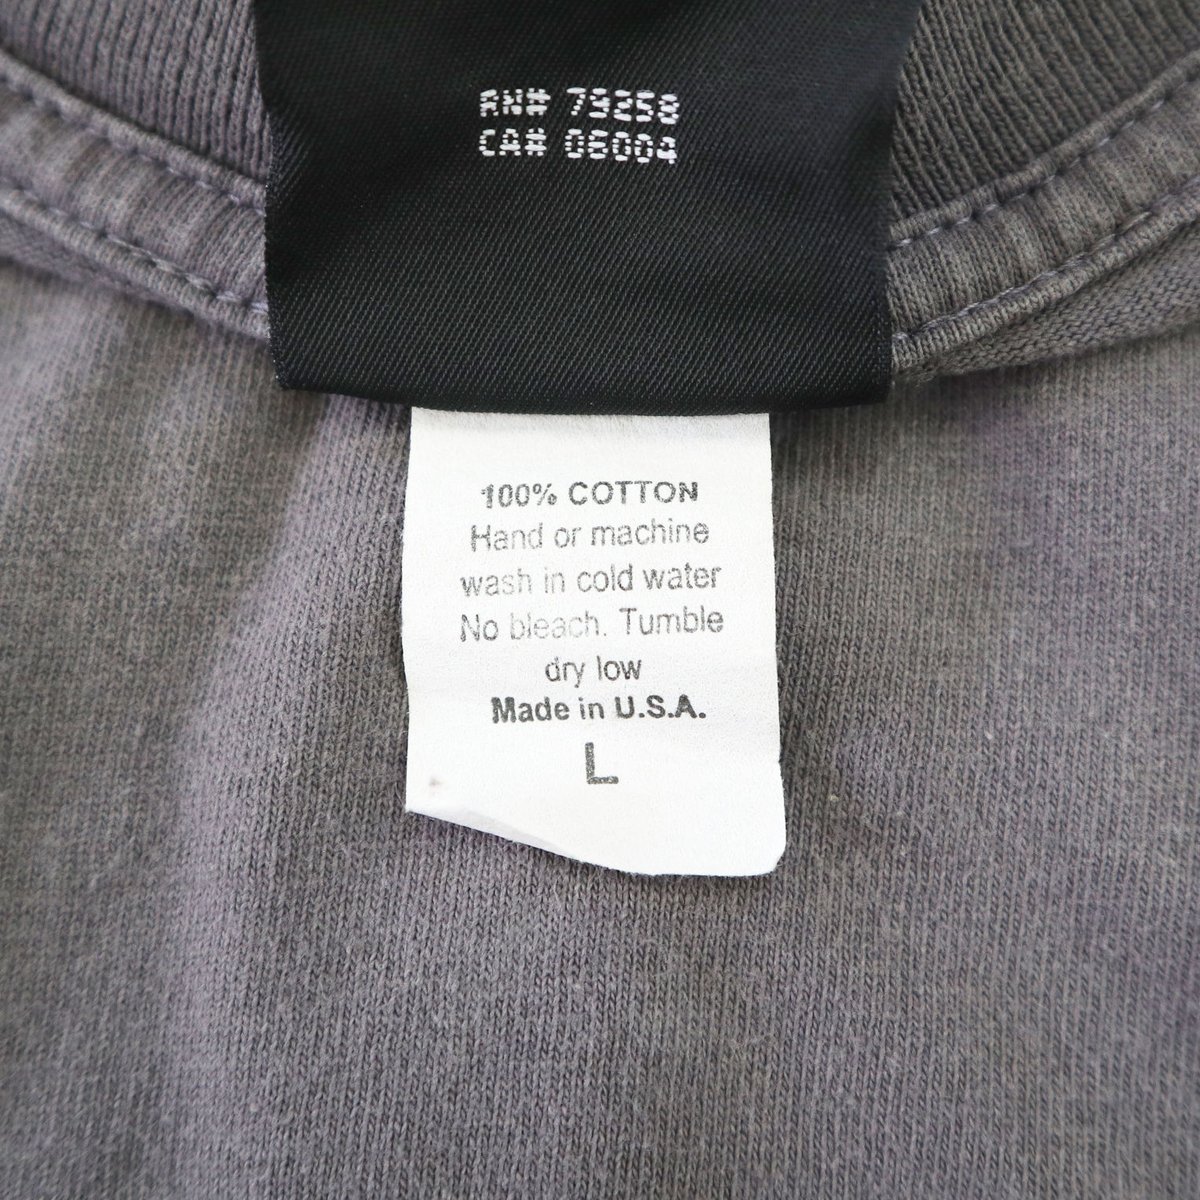 RN# 79258
CA# 06004
100% COTTON
Hand or machine
wash in cold water
No bleach. Tumble
dry low
Made in U.S.A.
L